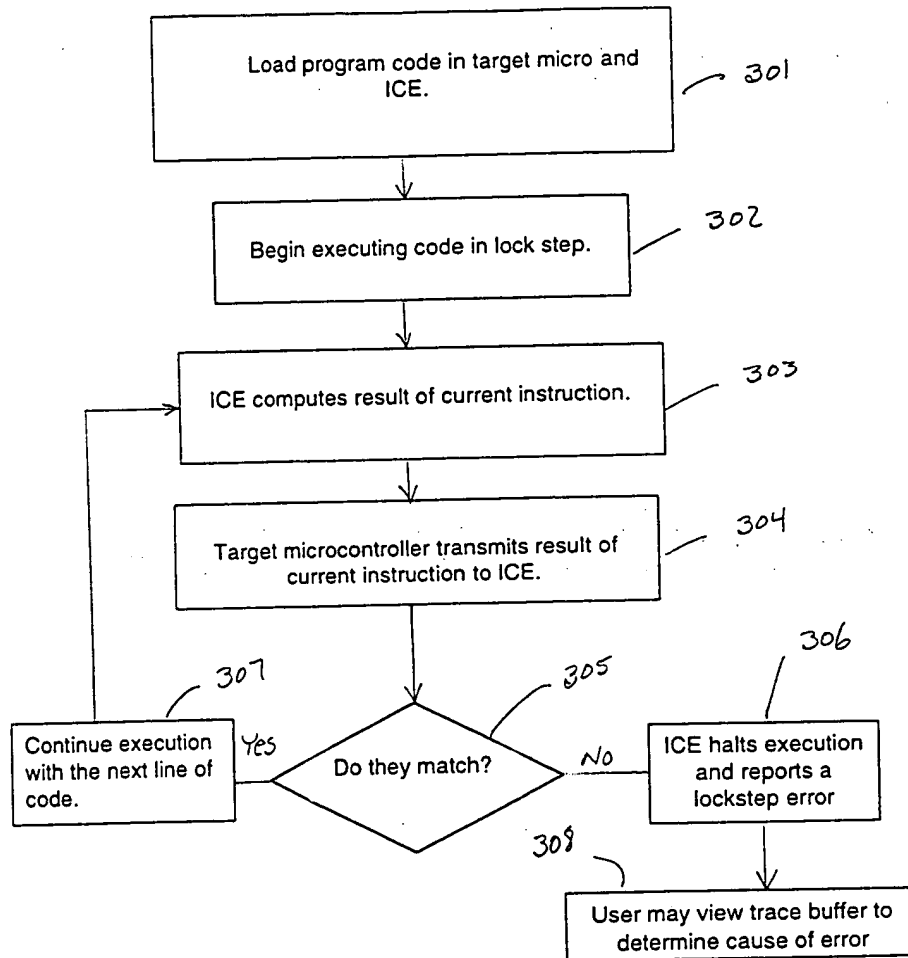 Load program code in target micro and
ICE.
301
302
Begin executing code in lock step.
303
ICE computes result of current instruction.
304
Target microcontroller transmits result of
current instruction to ICE.
305
306
307
Continue execution
with the next line of
code.
Yes
Do they match?
No
ICE halts execution
and reports a
lockstep error
308
User may view trace buffer to
determine cause of error